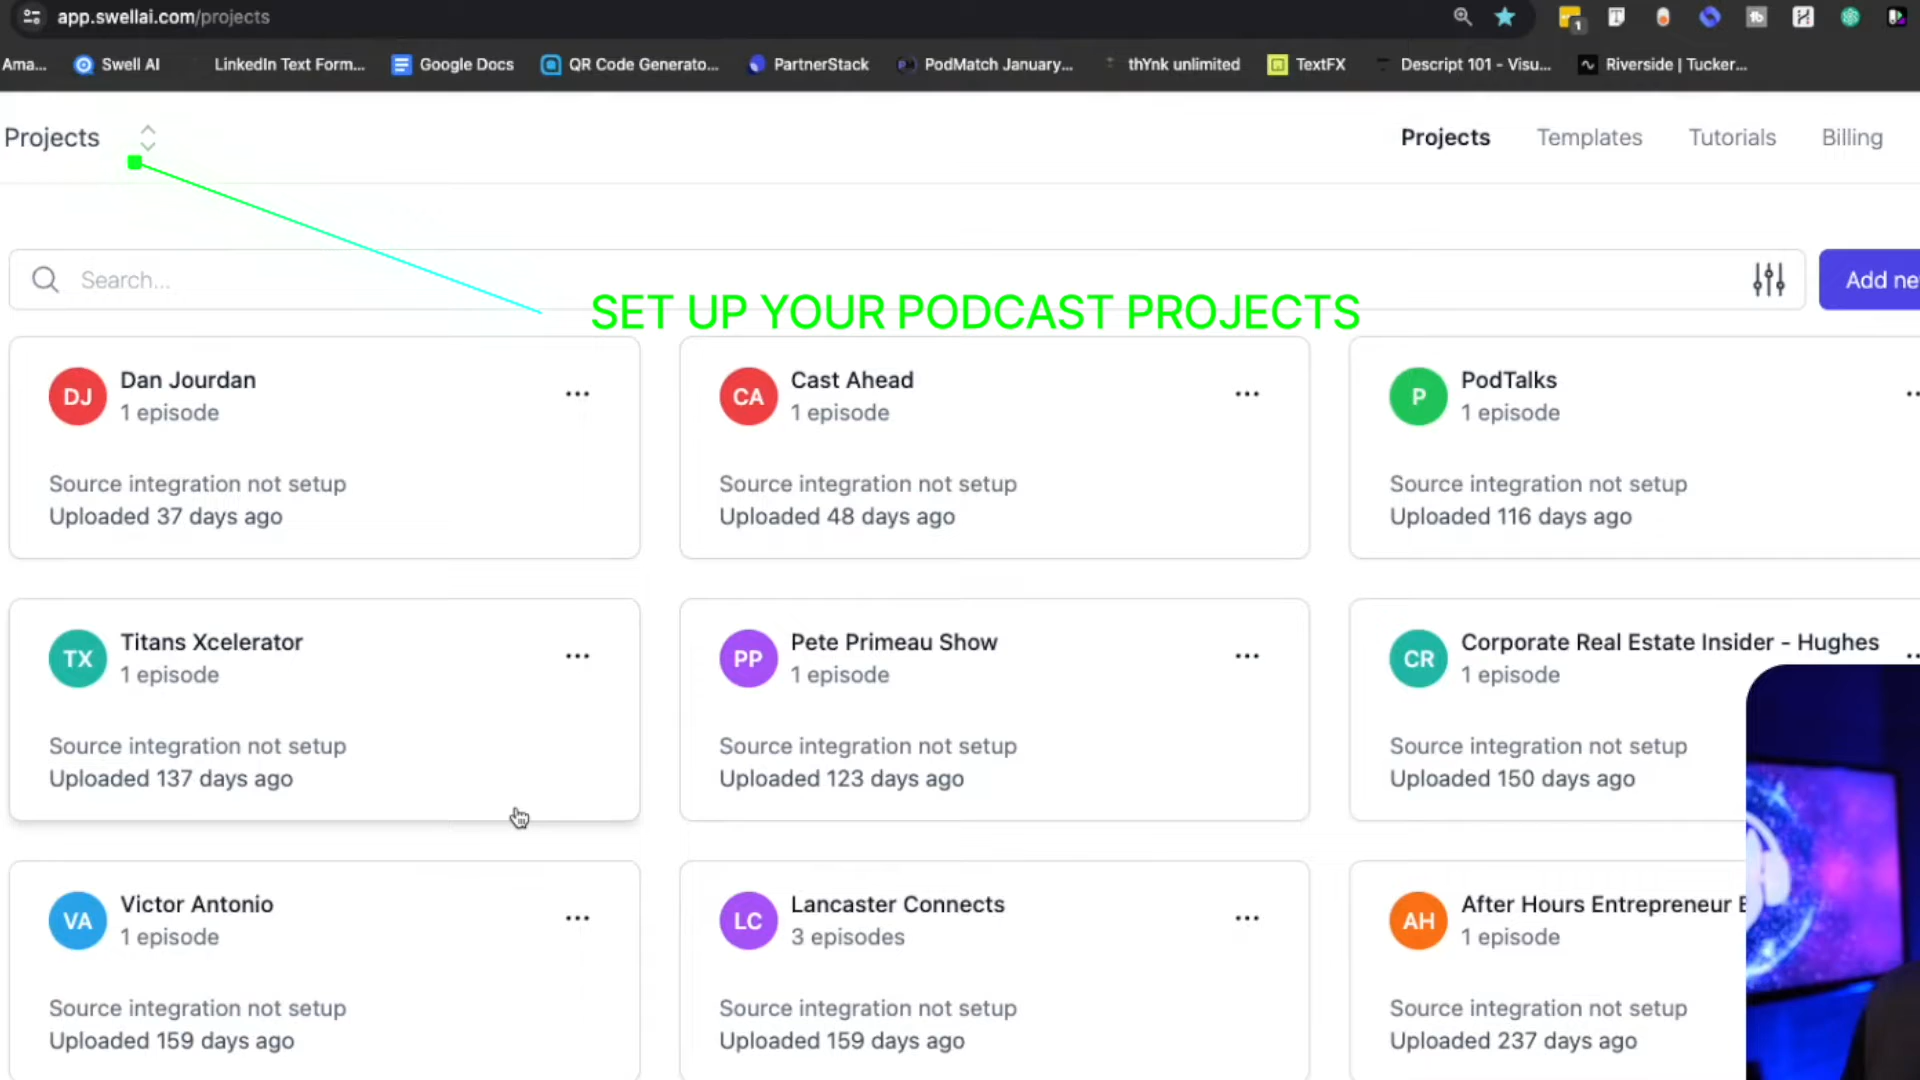 app.swellai.com/projects
1
Ama...
Swell AI
LinkedIn Text Form...
Google Docs
QR Code Generato...
PartnerStack
PodMatch January,...
thYnk unlimited
TextFX
Descript 101 - Visu...
Riverside | Tucker...
Projects
Projects
Templates
Tutorials
Billing
Search...
Add ne
SET UP YOUR PODCAST PROJECTS
DJ
Dan Jourdan
1 episode
Source integration not setup
Uploaded 37 days ago
CA
Cast Ahead
1 episode
Source integration not setup
Uploaded 48 days ago
P
PodTalks
1 episode
Source integration not setup
Uploaded 116 days ago
TX
Titans Xcelerator
1 episode
Source integration not setup
Uploaded 137 days ago
PP
Pete Primeau Show
1 episode
Source integration not setup
Uploaded 123 days ago
CR
Corporate Real Estate Insider - Hughes
1 episode
Source integration not setup
Uploaded 150 days ago
VA
Victor Antonio
1 episode
Source integration not setup
Uploaded 159 days ago
LC
Lancaster Connects
3 episodes
Source integration not setup
Uploaded 159 days ago
AH
After Hours Entrepreneur
1 episode
Source integration not setup
Uploaded 237 days ago